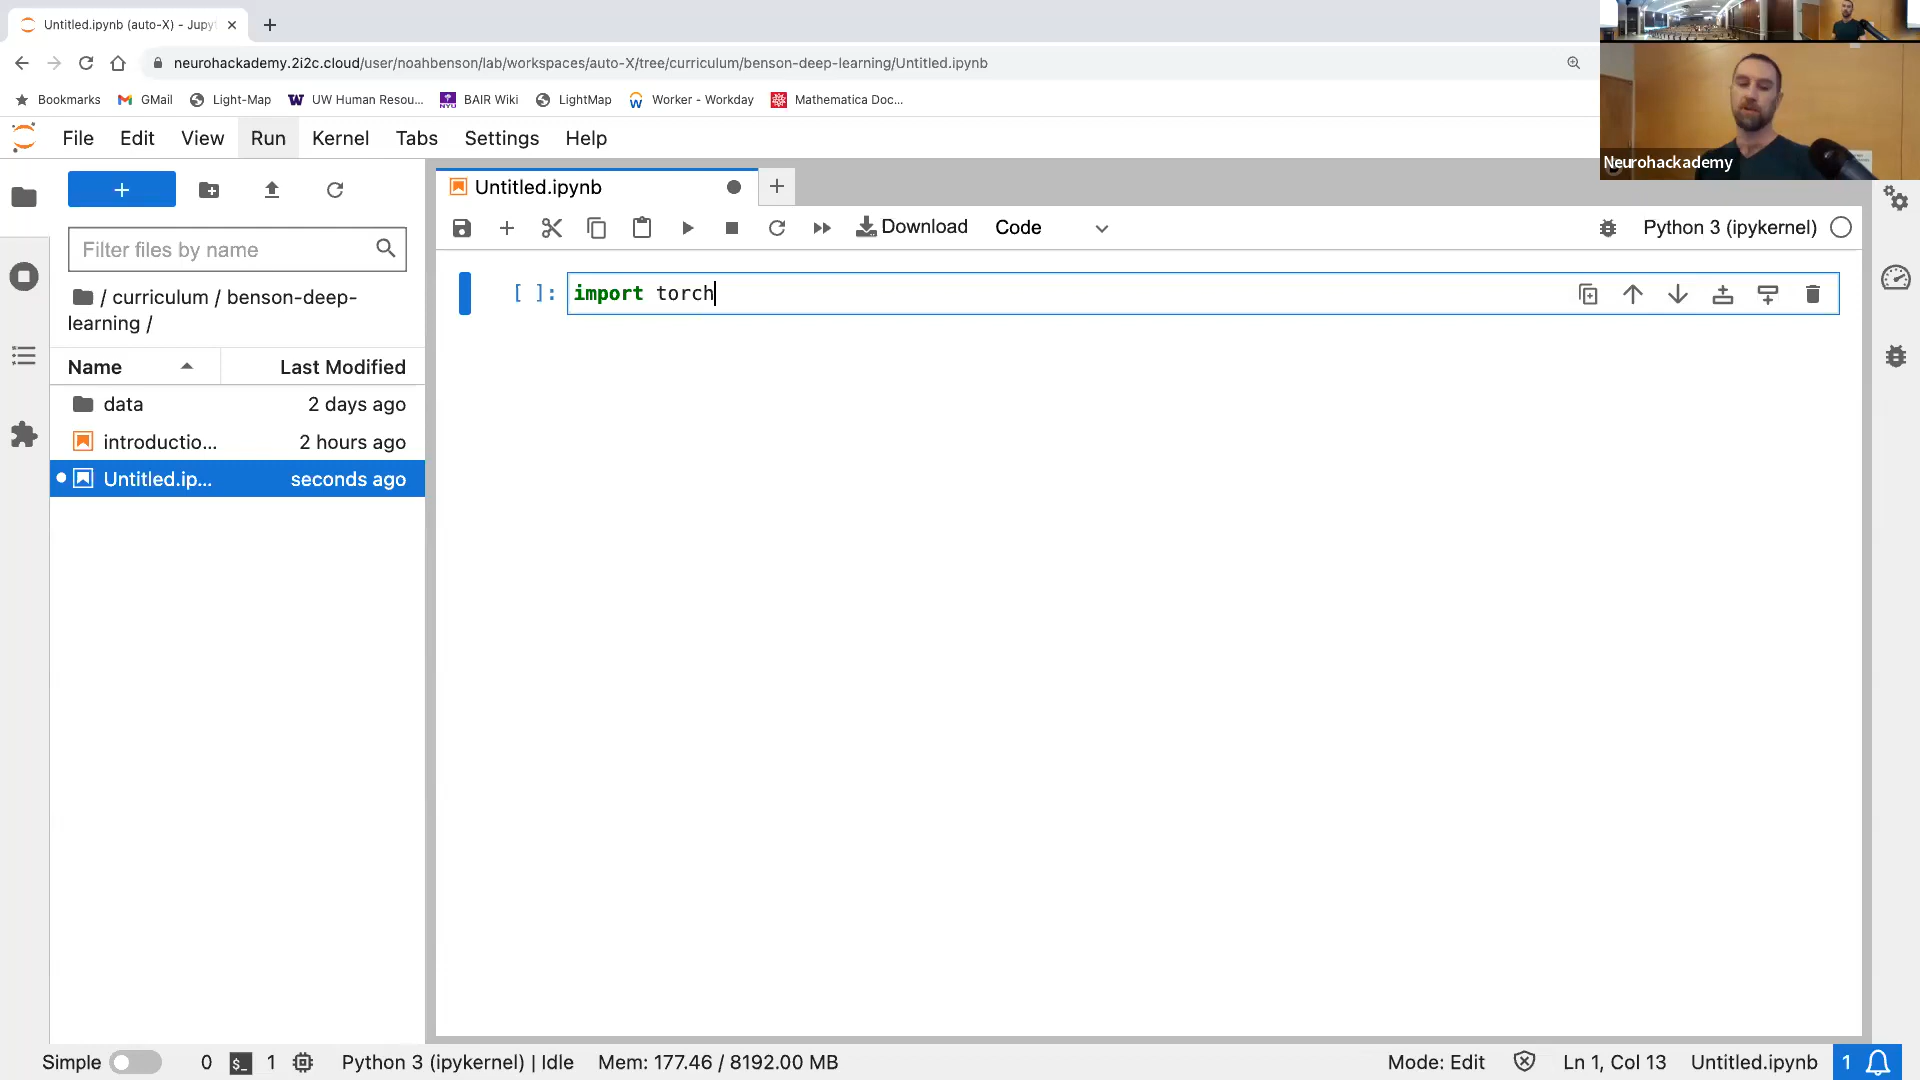 Untitled.ipynb (auto-X) - Jupy
neurohackademy.2i2c.cloud/user/noahbenson/lab/workspaces/auto-X/tree/curriculum/benson-deep-learning/Untitled.ipynb
Bookmarks GMail Light-Map UW Human Resou... BAIR Wiki LightMap Worker - Workday Mathematica Doc...
File Edit View Run Kernel Tabs Settings Help
Neurohackademy
Untitled.ipynb
Download Code Python 3 (ipykernel)
Filter files by name
/ curriculum / benson-deep-
learning /
Name Last Modified
data 2 days ago
introductio... 2 hours ago
Untitled.ip... seconds ago
[ ]: import torch
Simple 0 $_ 1 Python 3 (ipykernel) | Idle Mem: 177.46 / 8192.00 MB Mode: Edit Ln 1, Col 13 Untitled.ipynb 1